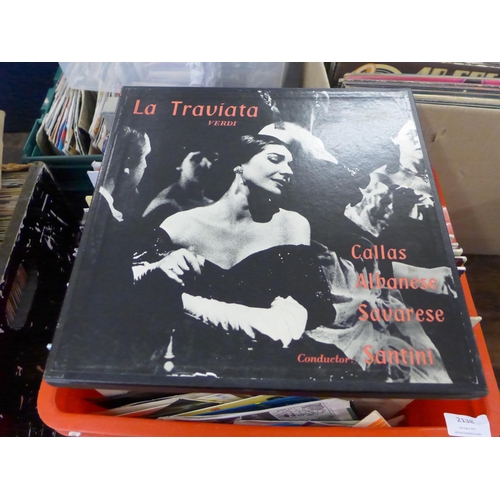 La Traviata
VERDI
Callas
Albanese
Savarese
Conductor: Santini